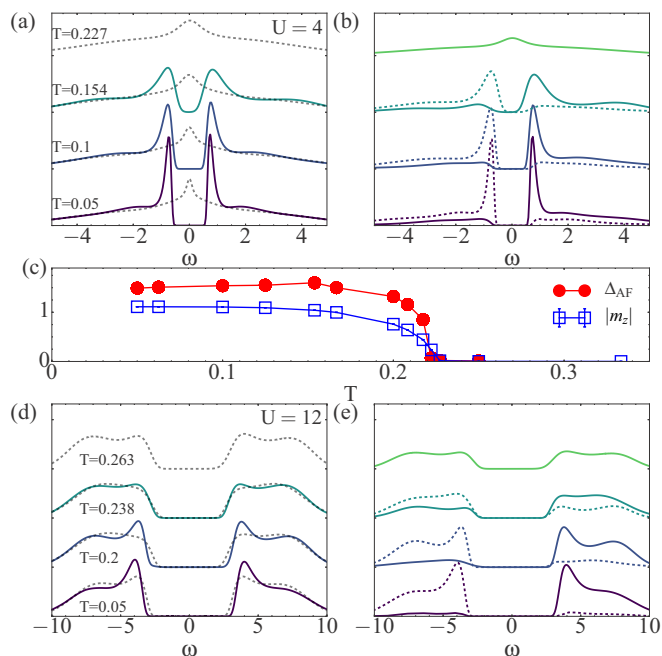 (a)
U = 4
(b)
T=0.227
T=0.154
T=0.1
T=0.05
−4 −2 0 2 4
−4 −2 0 2 4
ω
ω
(c)
1
0
Δ_AF
|m_z|
0 0.1 0.2 0.3
T
(d)
U = 12
(e)
T=0.263
T=0.238
T=0.2
T=0.05
−10 −5 0 5 10
−10 −5 0 5 10
ω
ω